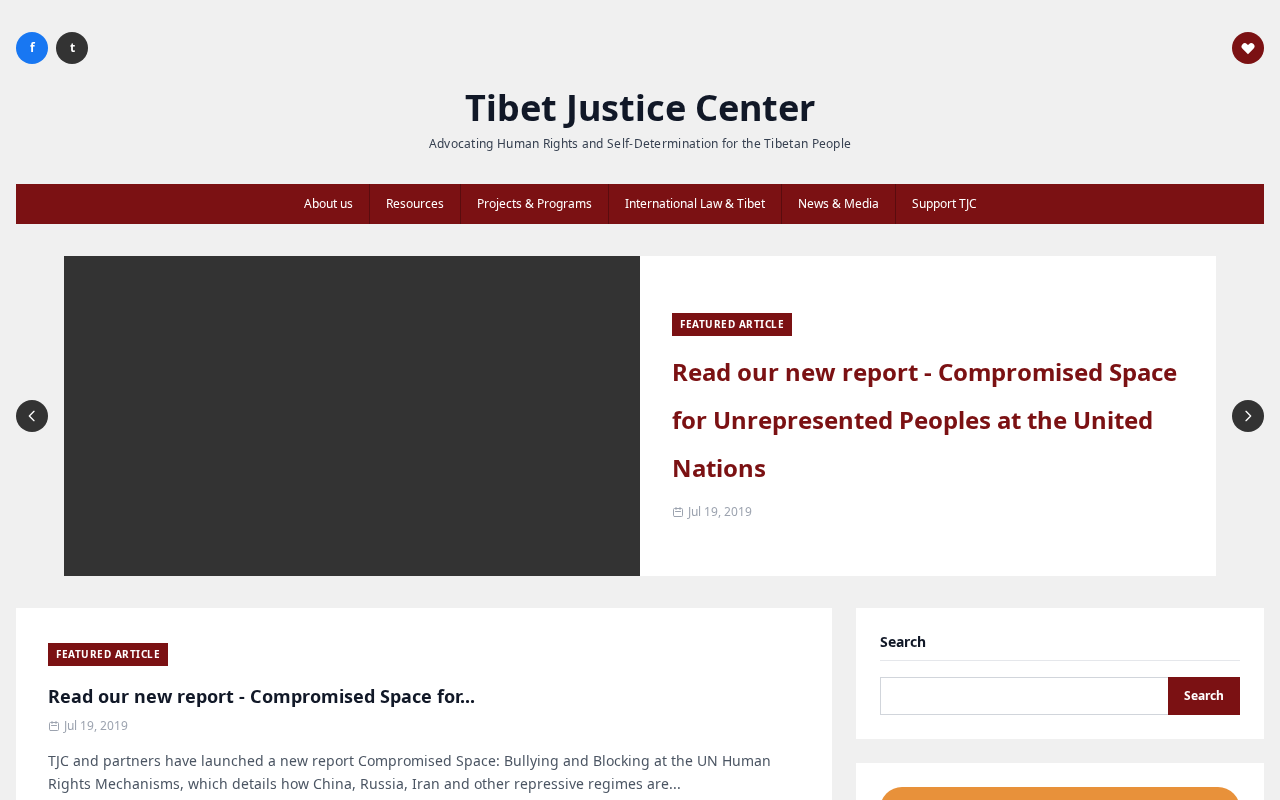 f
t
Tibet Justice Center
Advocating Human Rights and Self-Determination for the Tibetan People
About us
Resources
Projects & Programs
International Law & Tibet
News & Media
Support TJC
FEATURED ARTICLE
Read our new report - Compromised Space
for Unrepresented Peoples at the United
Nations
Jul 19, 2019
FEATURED ARTICLE
Read our new report - Compromised Space for...
Jul 19, 2019
TJC and partners have launched a new report Compromised Space: Bullying and Blocking at the UN Human
Rights Mechanisms, which details how China, Russia, Iran and other repressive regimes are...
Search
Search